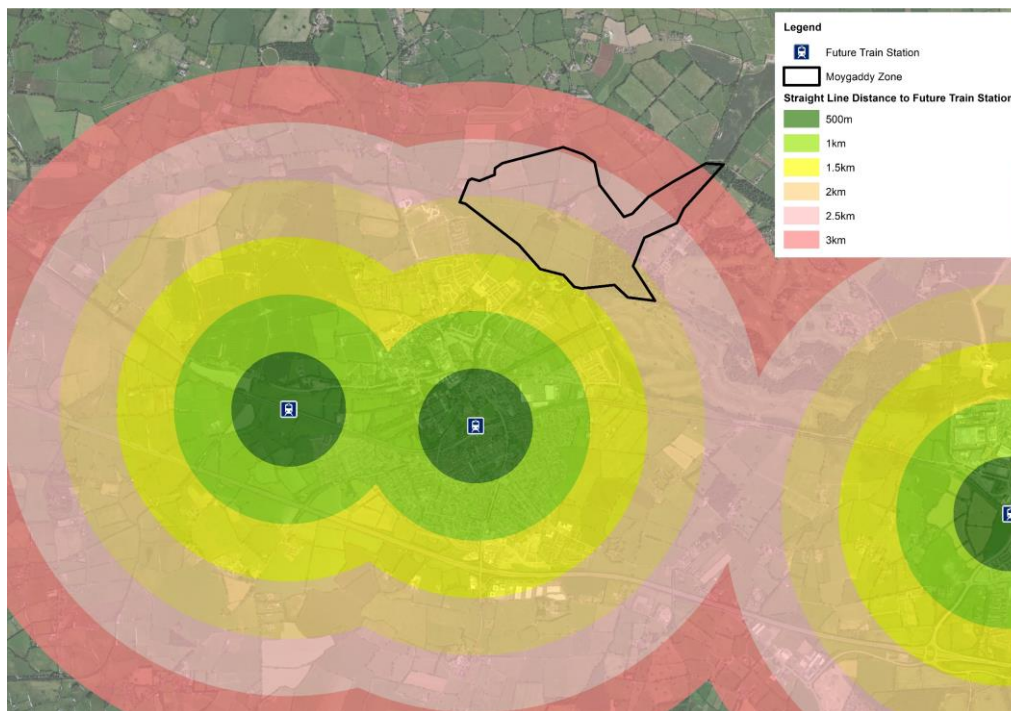 Legend
Future Train Station
Moygaddy Zone
Straight Line Distance to Future Train Station
500m
1km
1.5km
2km
2.5km
3km